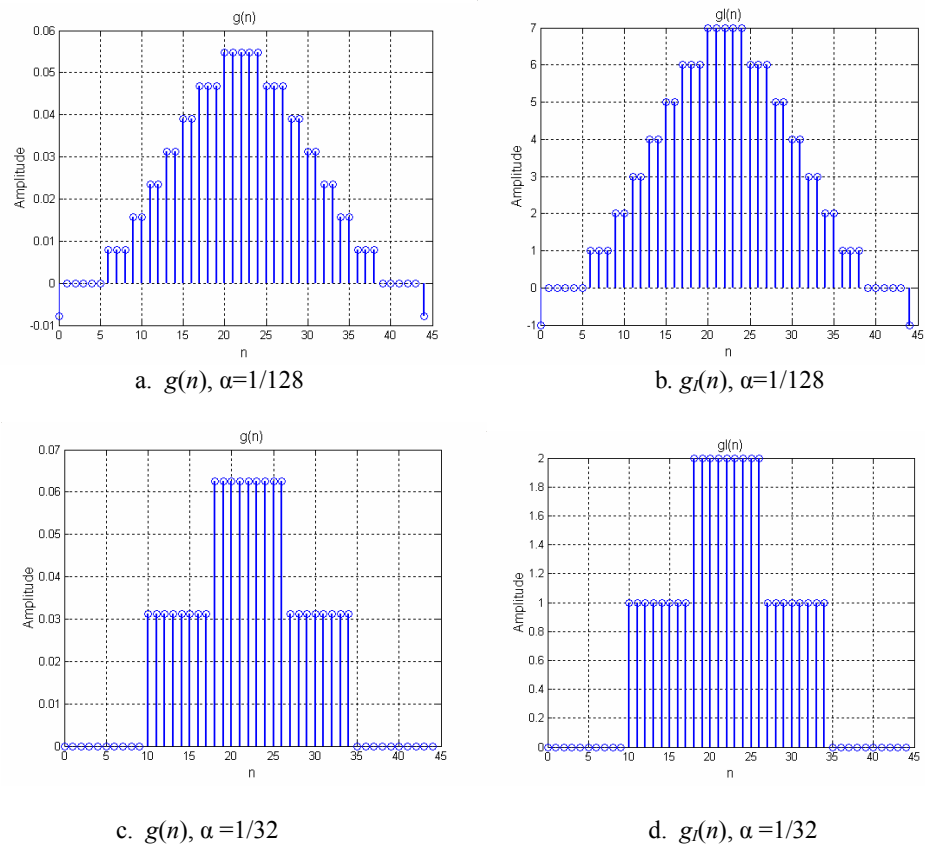 g(n)
0.06
0.05
0.04
0.03
0.02
0.01
0
-0.01
Amplitude
0 5 10 15 20 25 30 35 40 45
n
a. g(n), α=1/128
gI(n)
7
6
5
4
3
2
1
0
-1
Amplitude
0 5 10 15 20 25 30 35 40 45
n
b. gI(n), α=1/128
g(n)
0.07
0.06
0.05
0.04
0.03
0.02
0.01
0
Amplitude
0 5 10 15 20 25 30 35 40 45
n
c. g(n), α =1/32
gI(n)
2
1.8
1.6
1.4
1.2
1
0.8
0.6
0.4
0.2
0
Amplitude
0 5 10 15 20 25 30 35 40 45
n
d. gI(n), α =1/32